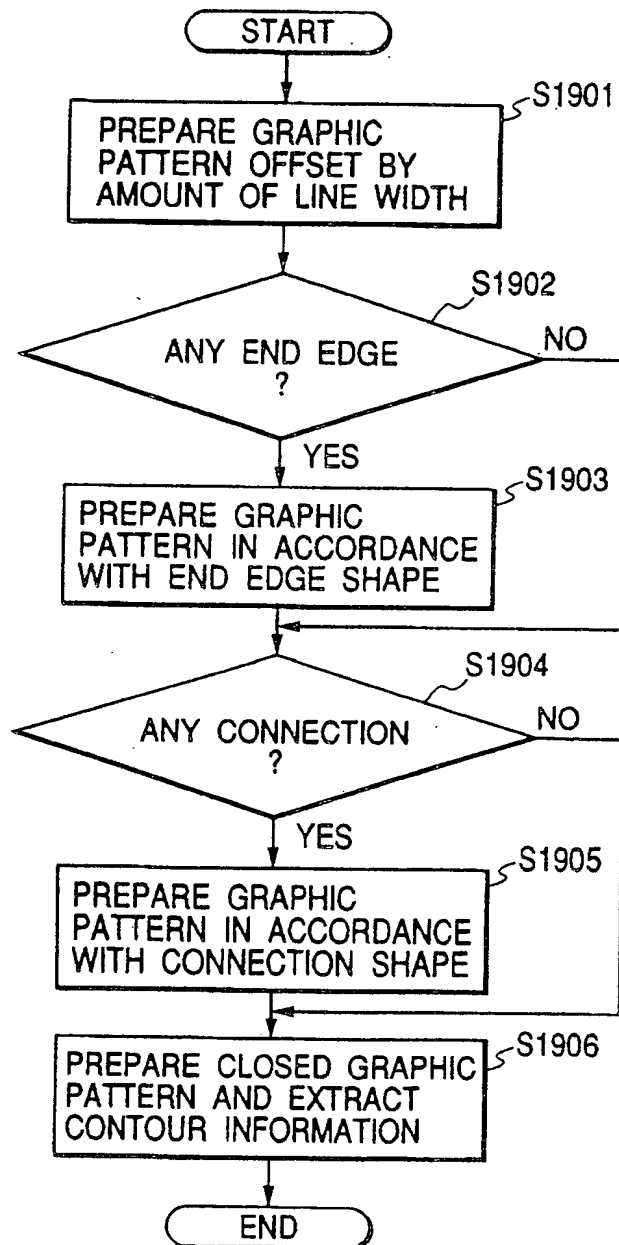 START
S1901
PREPARE GRAPHIC
PATTERN OFFSET BY
AMOUNT OF LINE WIDTH
S1902
ANY END EDGE
?
NO
YES
S1903
PREPARE GRAPHIC
PATTERN IN ACCORDANCE
WITH END EDGE SHAPE
S1904
ANY CONNECTION
?
NO
YES
S1905
PREPARE GRAPHIC
PATTERN IN ACCORDANCE
WITH CONNECTION SHAPE
S1906
PREPARE CLOSED GRAPHIC
PATTERN AND EXTRACT
CONTOUR INFORMATION
END